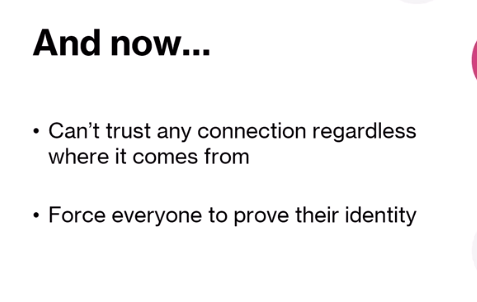 And now...
• Can’t trust any connection regardless
where it comes from
• Force everyone to prove their identity